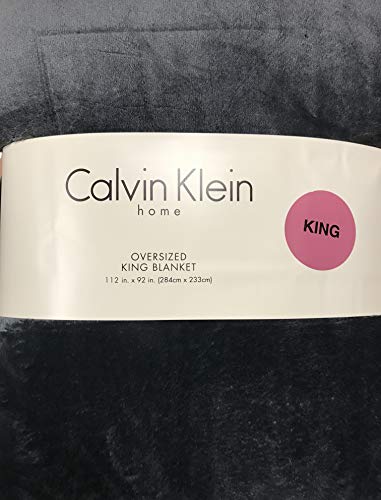 Calvin Klein
home
KING
OVERSIZED
KING BLANKET
112 in. x 92 in. (284cm x 233cm)